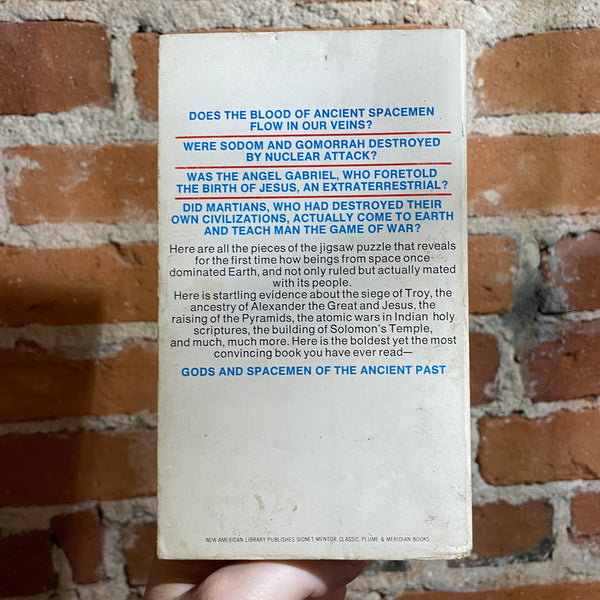 DOES THE BLOOD OF ANCIENT SPACEMEN
FLOW IN OUR VEINS?
WERE SODOM AND GOMORRAH DESTROYED
BY NUCLEAR ATTACK?
WAS THE ANGEL GABRIEL, WHO FORETOLD
THE BIRTH OF JESUS, AN EXTRATERRESTRIAL?
DID MARTIANS, WHO HAD DESTROYED THEIR
OWN CIVILIZATIONS, ACTUALLY COME TO EARTH
AND TEACH MAN THE GAME OF WAR?
Here are all the pieces of the jigsaw puzzle that reveals
for the first time how beings from space once
dominated Earth, and not only ruled but actually mated
with its people.
Here is startling evidence about the siege of Troy, the
ancestry of Alexander the Great and Jesus, the
raising of the Pyramids, the atomic wars in Indian holy
scriptures, the building of Solomon's Temple,
and much, much more. Here is the boldest yet the most
convincing book you have ever read—
GODS AND SPACEMEN OF THE ANCIENT PAST
NEW AMERICAN LIBRARY PUBLISHES SIGNET, MENTOR, CLASSIC, PLUME & MERIDIAN BOOKS